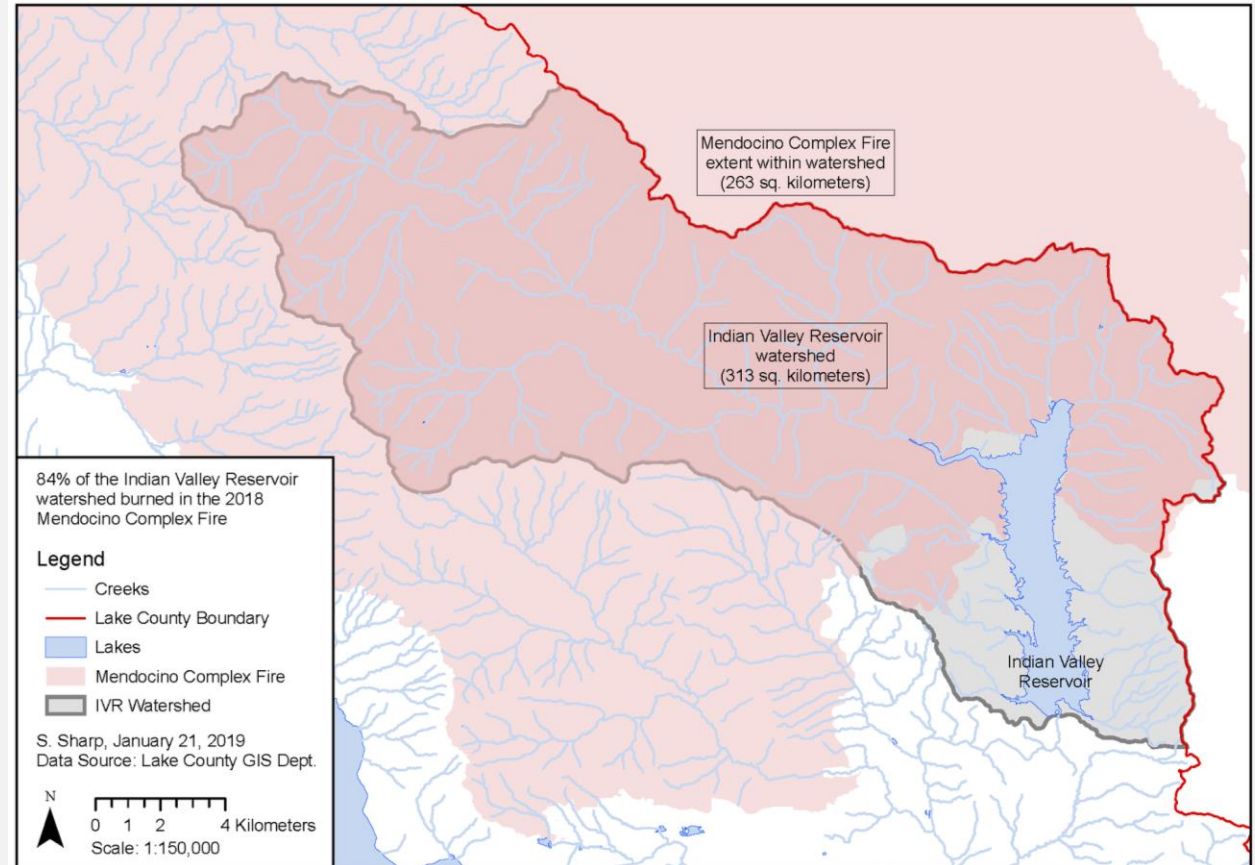 Mendocino Complex Fire
extent within watershed
(263 sq. kilometers)
Indian Valley Reservoir
watershed
(313 sq. kilometers)
Indian Valley
Reservoir
84% of the Indian Valley Reservoir
watershed burned in the 2018
Mendocino Complex Fire
Legend
Creeks
Lake County Boundary
Lakes
Mendocino Complex Fire
IVR Watershed
S. Sharp, January 21, 2019
Data Source: Lake County GIS Dept.
N
0 1 2 4 Kilometers
Scale: 1:150,000